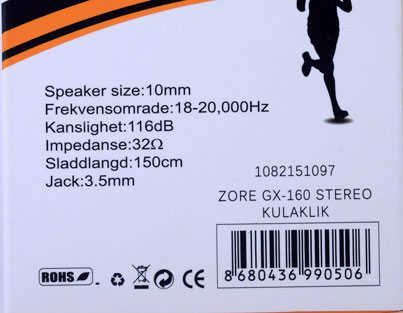 Speaker size:10mm
Frekvensomrade:18-20,000Hz
Kanslighet:116dB
Impedanse:32Ω
Sladdlangd:150cm
Jack:3.5mm
1082151097
ZORE GX-160 STEREO
KULAKLIK
8 680436 990506
ROHS
CE